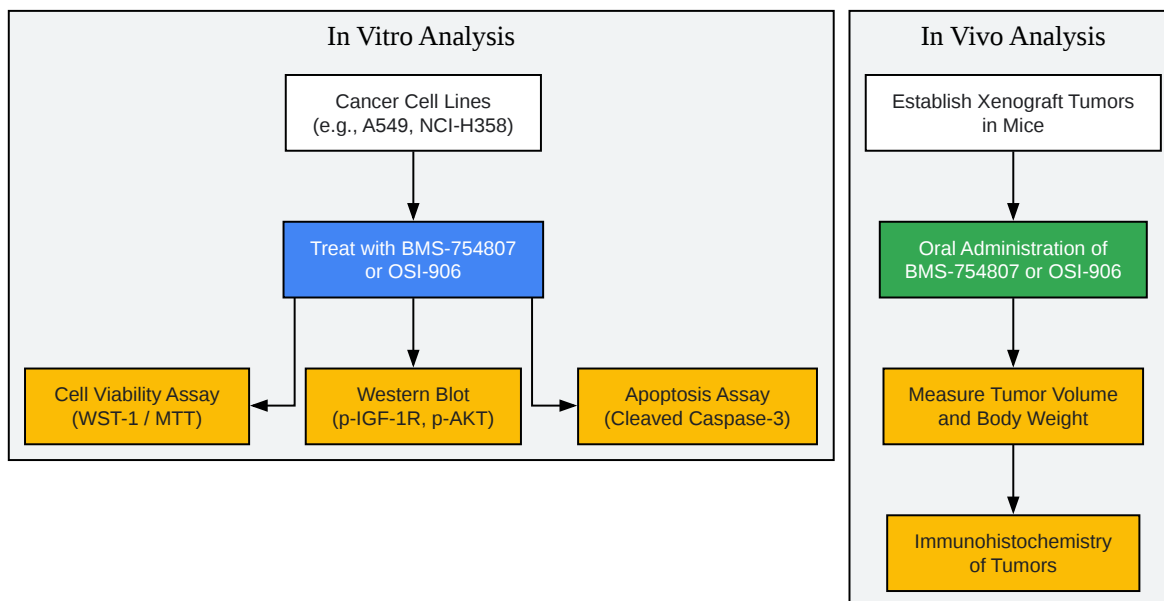 In Vitro Analysis
Cancer Cell Lines
(e.g., A549, NCI-H358)
Treat with BMS-754807
or OSI-906
Cell Viability Assay
(WST-1 / MTT)
Western Blot
(p-IGF-1R, p-AKT)
Apoptosis Assay
(Cleaved Caspase-3)
In Vivo Analysis
Establish Xenograft Tumors
in Mice
Oral Administration of
BMS-754807 or OSI-906
Measure Tumor Volume
and Body Weight
Immunohistochemistry
of Tumors